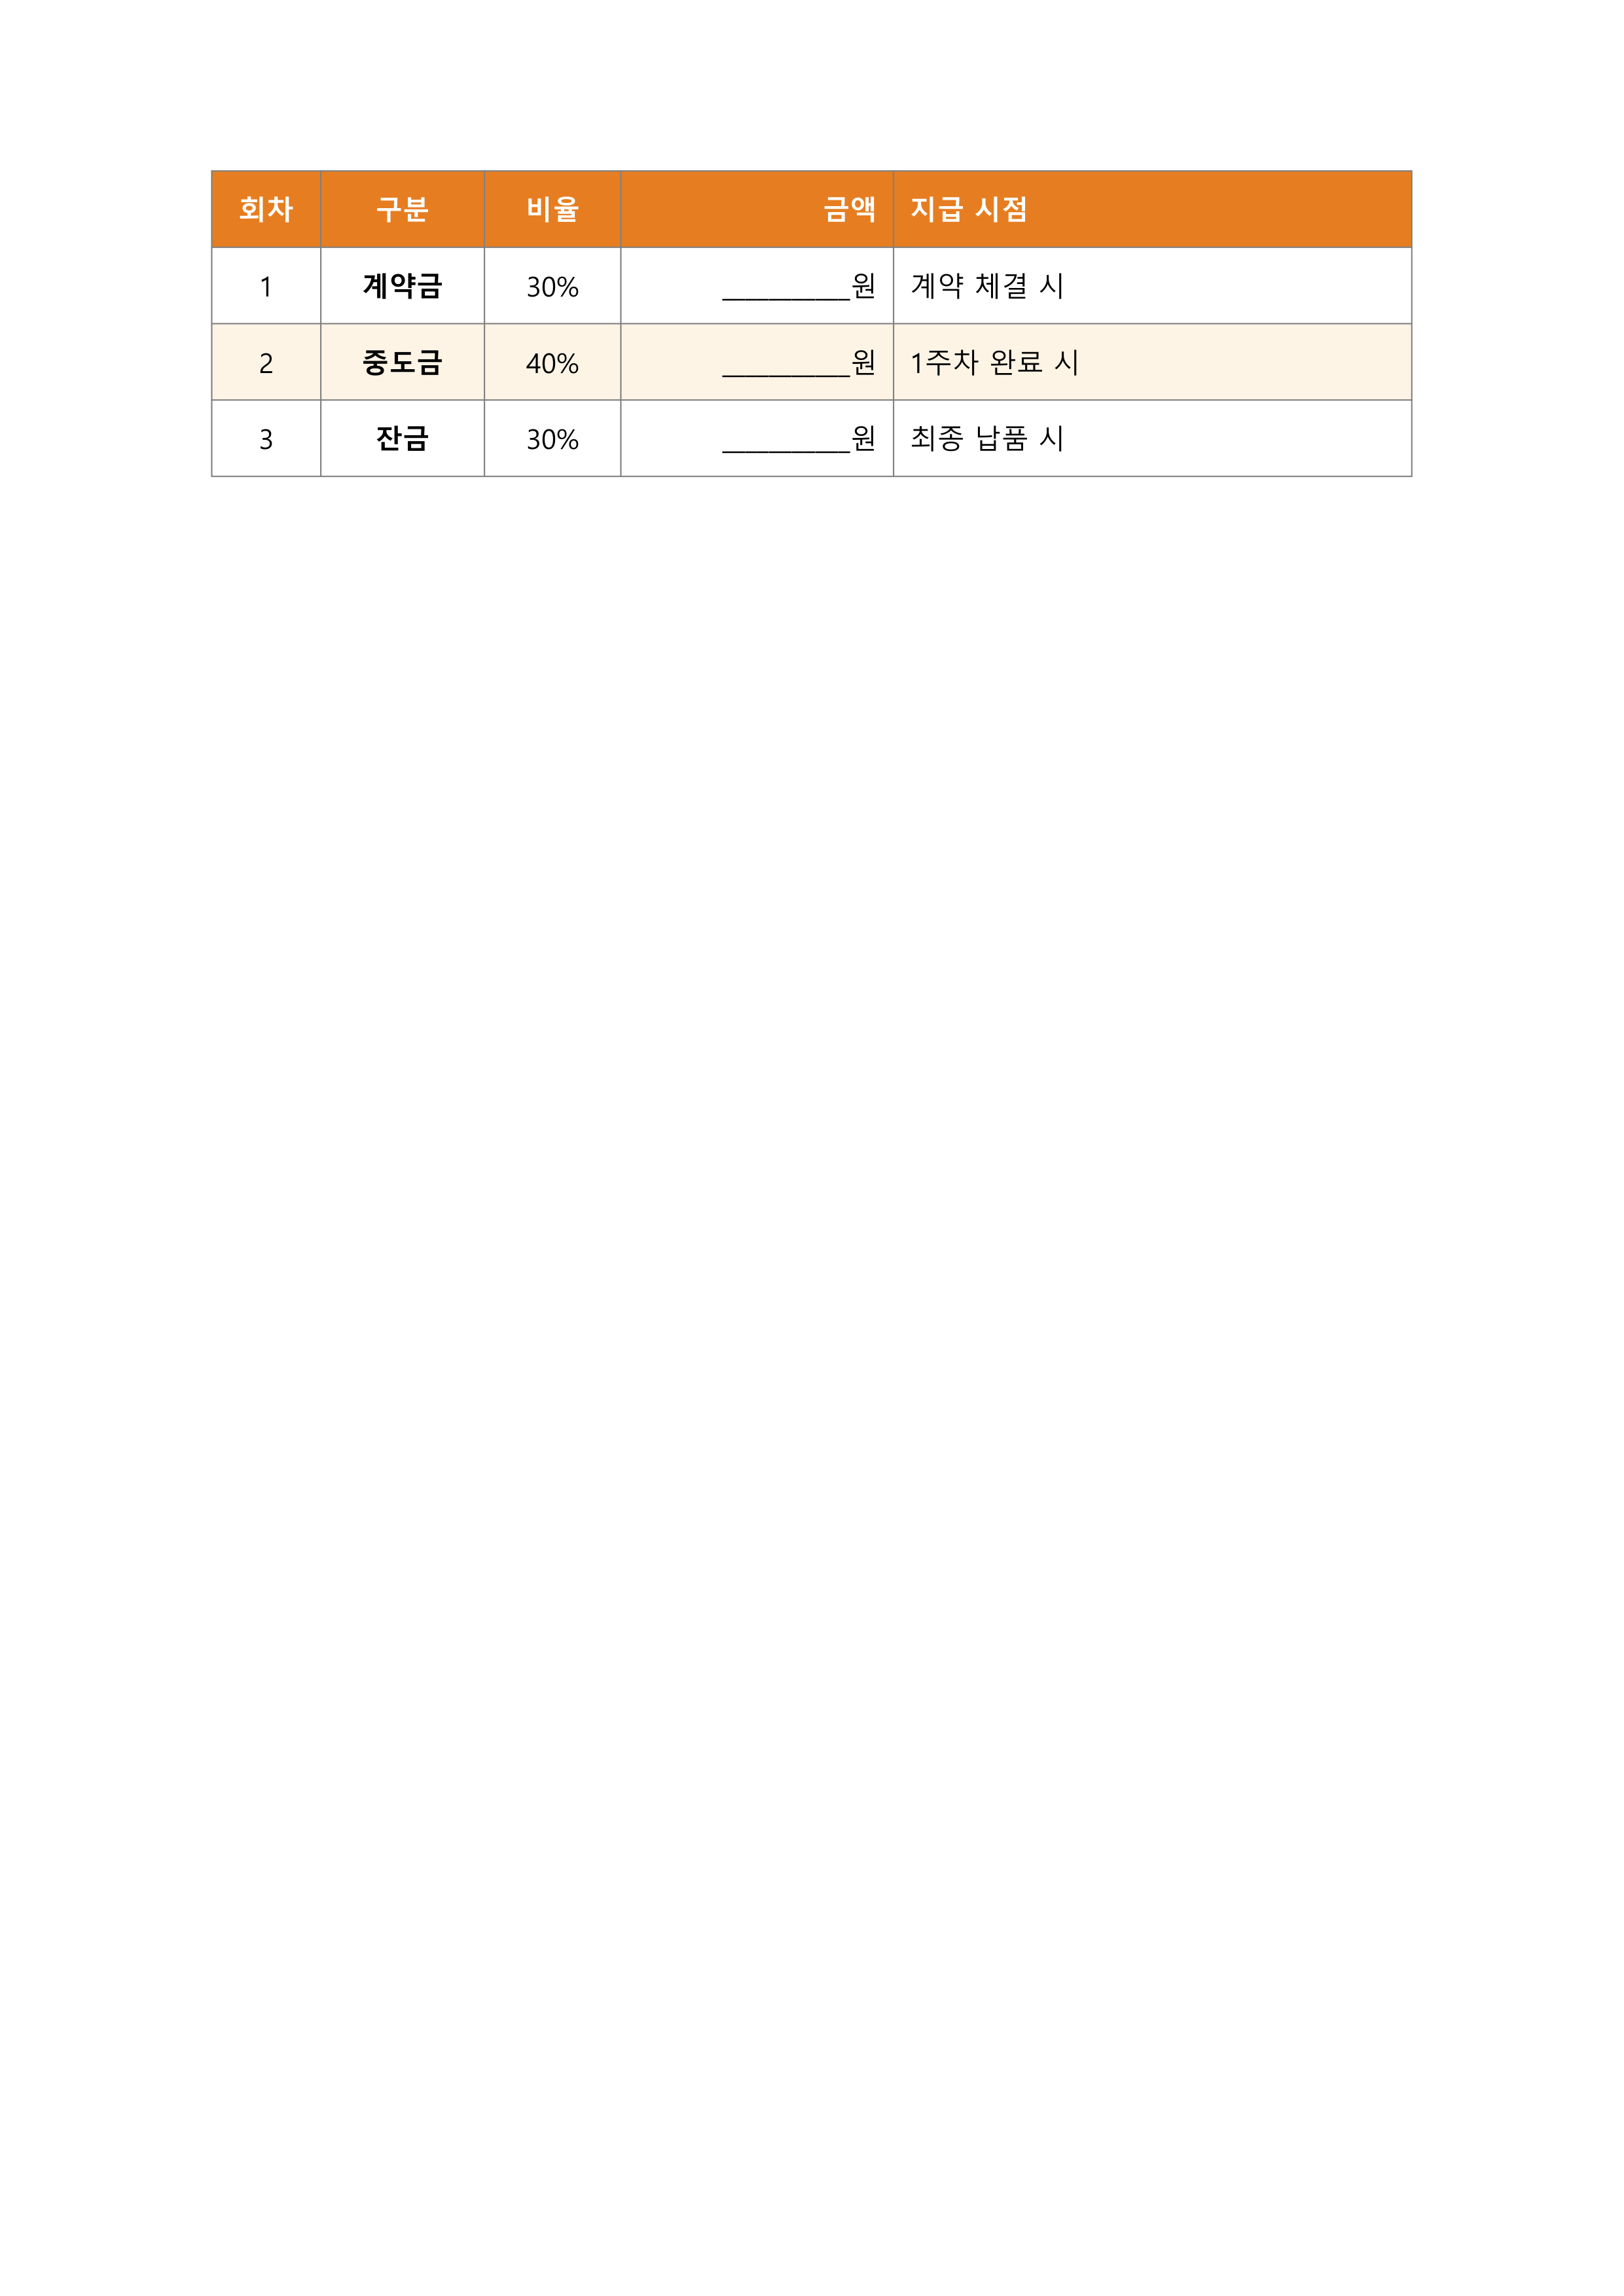 회차 구분 비율 금액 지급 시점
1 계약금 30% ___________원 계약 체결 시
2 중도금 40% ___________원 1주차 완료 시
3 잔금 30% ___________원 최종 납품 시